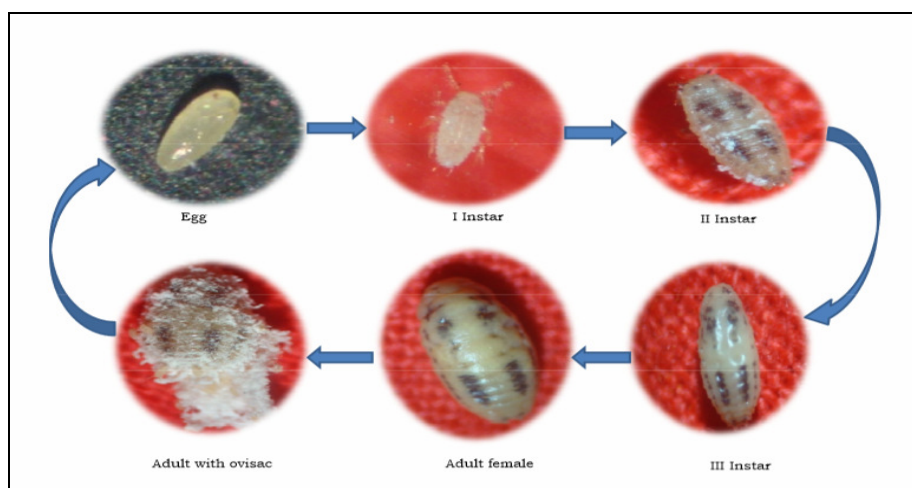 Egg
I Instar
II Instar
Adult with ovisac
Adult female
III Instar